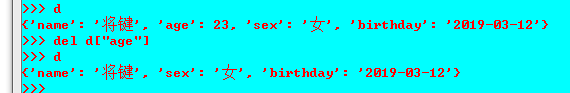 >>> d
{'name': '将键', 'age': 23, 'sex': '女', 'birthday': '2019-03-12'}
>>> del d["age"]
>>> d
{'name': '将键', 'sex': '女', 'birthday': '2019-03-12'}
>>>